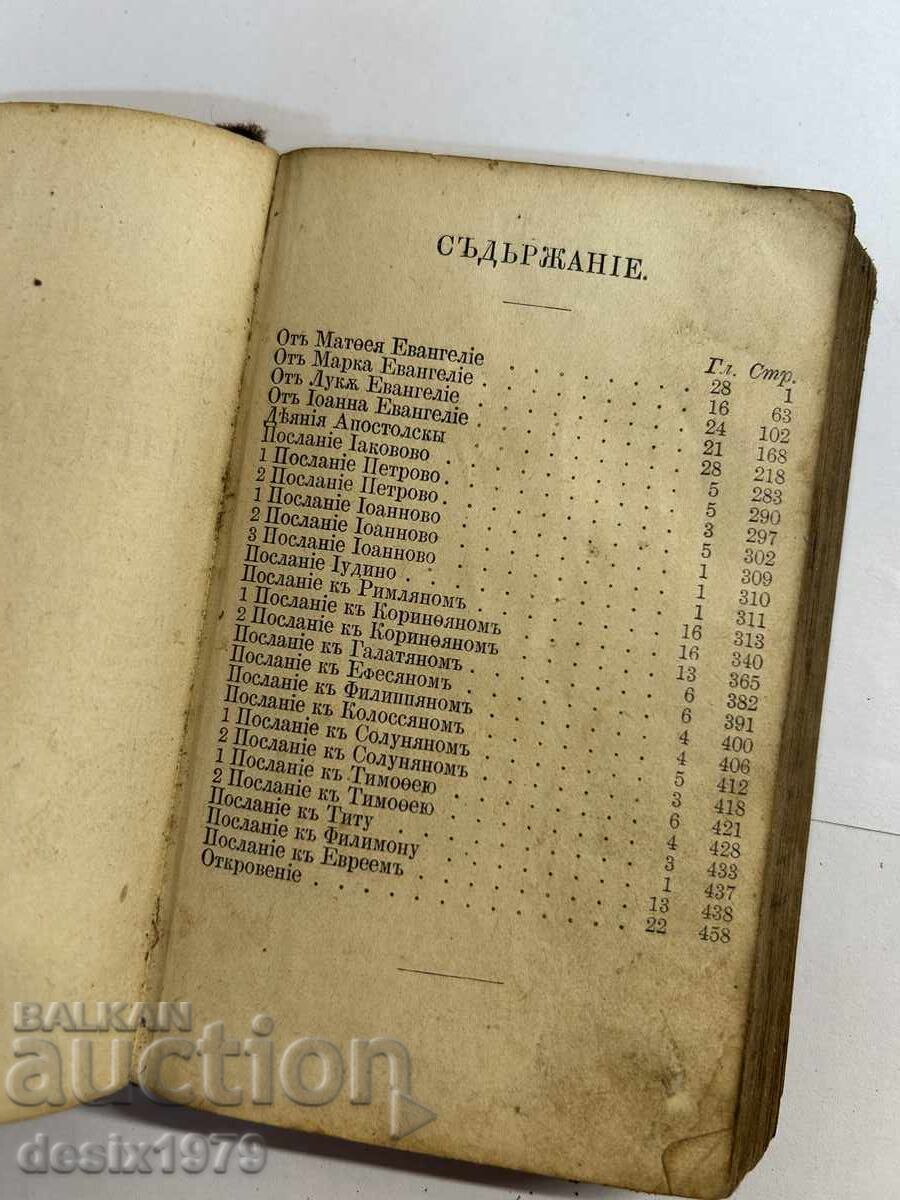 СЪДЬРЖАНІЕ.
Гл. Стр.
Отъ Матѳея Евангеліе 28 1
Отъ Марка Евангеліе 16 63
Отъ Лукѫ Евангеліе 24 102
Отъ Іоанна Евангеліе 21 168
Дѣянія Апостолскы 28 218
Посланіе Іаковово 5 283
1 Посланіе Петрово 5 290
2 Посланіе Петрово 3 297
1 Посланіе Іоанново 5 302
2 Посланіе Іоанново 1 309
3 Посланіе Іоанново 1 310
Посланіе Іудино 1 311
Посланіе къ Римляномъ 16 313
1 Посланіе къ Коринѳяномъ 16 340
2 Посланіе къ Коринѳяномъ 13 365
Посланіе къ Галатяномъ 6 382
Посланіе къ Ефесяномъ 6 391
Посланіе къ Филиппяномъ 4 400
Посланіе къ Колоссяномъ 4 406
1 Посланіе къ Солуняномъ 5 412
2 Посланіе къ Солуняномъ 3 418
1 Посланіе къ Тимоѳею 6 421
2 Посланіе къ Тимоѳею 4 428
Посланіе къ Титу 3 433
Посланіе къ Филимону 1 437
Посланіе къ Евреемъ 13 438
Откровеніе 22 458
BALKAN
auction
desix1979